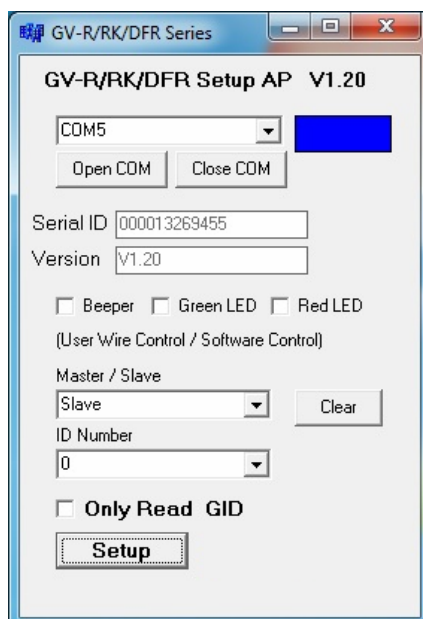 GV-R/RK/DFR Series
GV-R/RK/DFR Setup AP V1.20
COM5
Open COM Close COM
Serial ID 000013269455
Version V1.20
Beeper Green LED Red LED
(User Wire Control / Software Control)
Master / Slave
Slave Clear
ID Number
0
Only Read GID
Setup